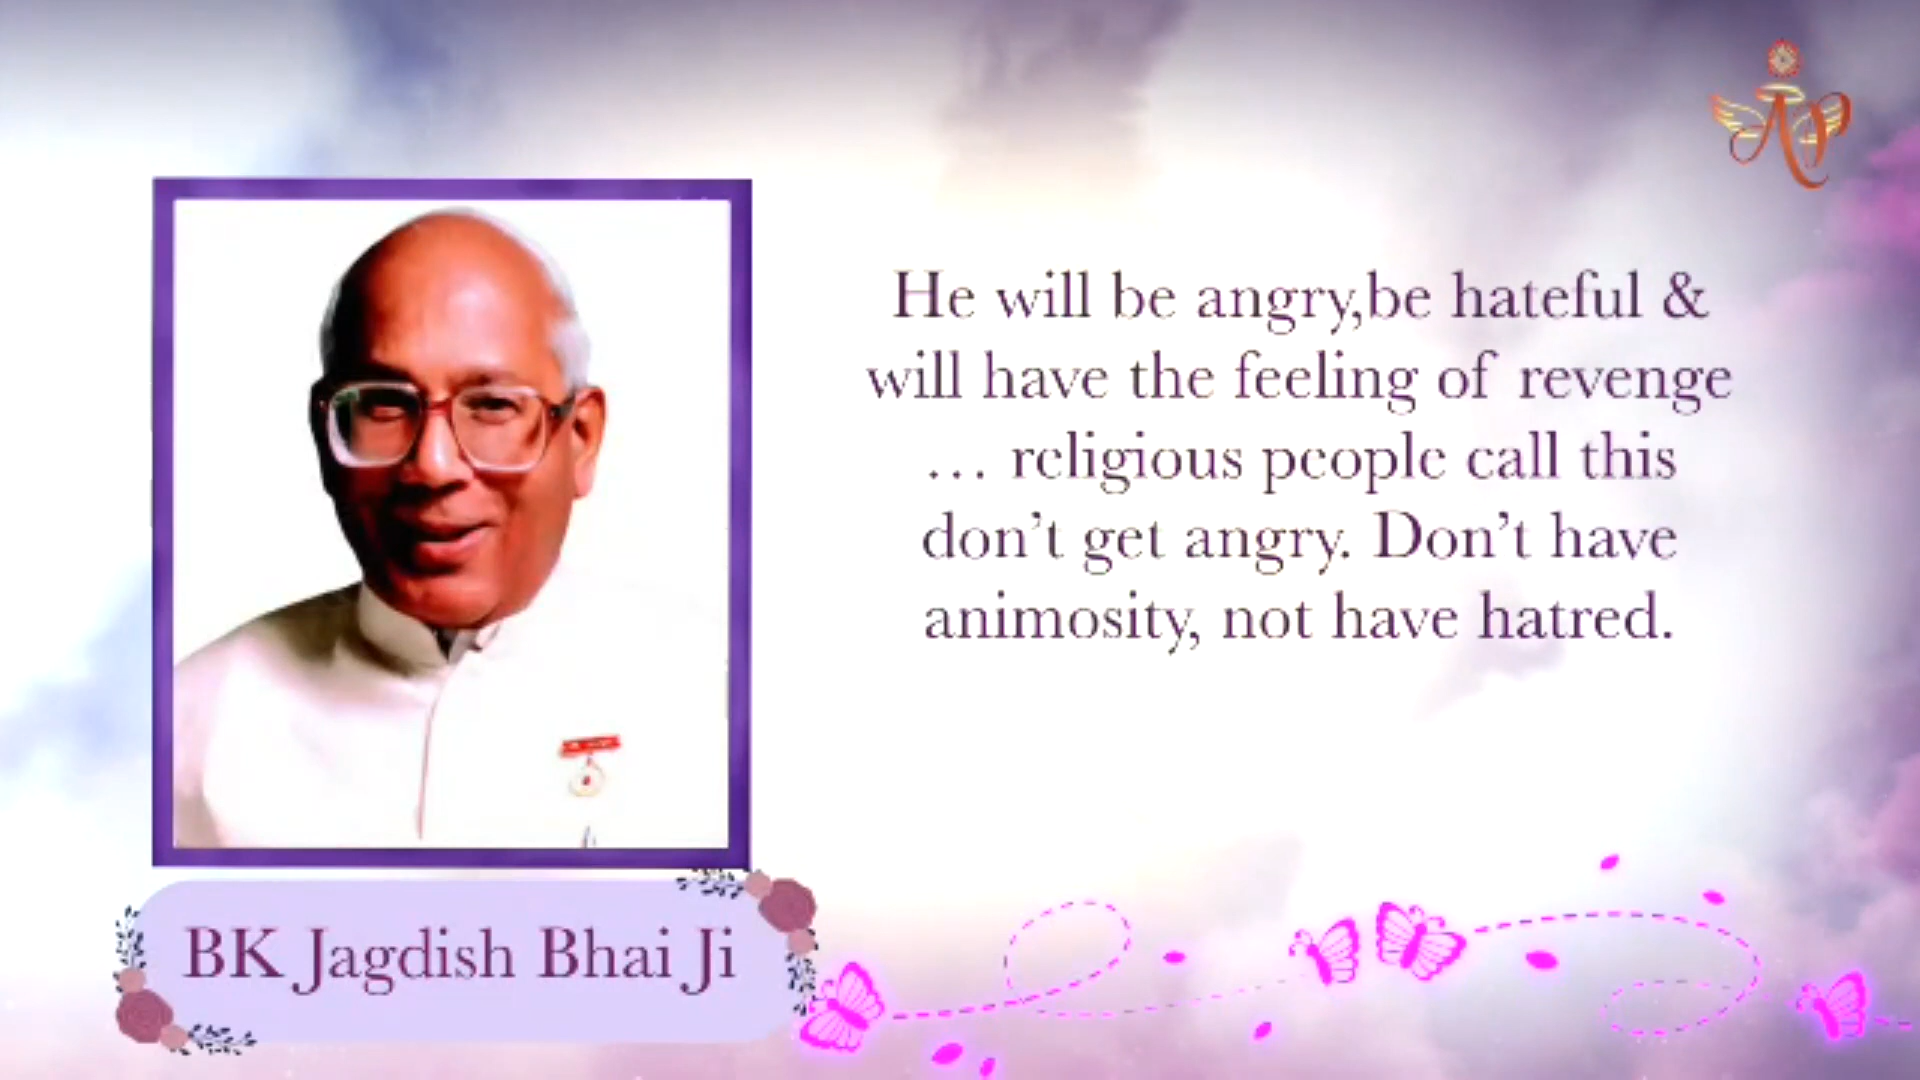 He will be angry,be hateful &
will have the feeling of revenge
… religious people call this
don't get angry. Don't have
animosity, not have hatred.
BK Jagdish Bhai Ji